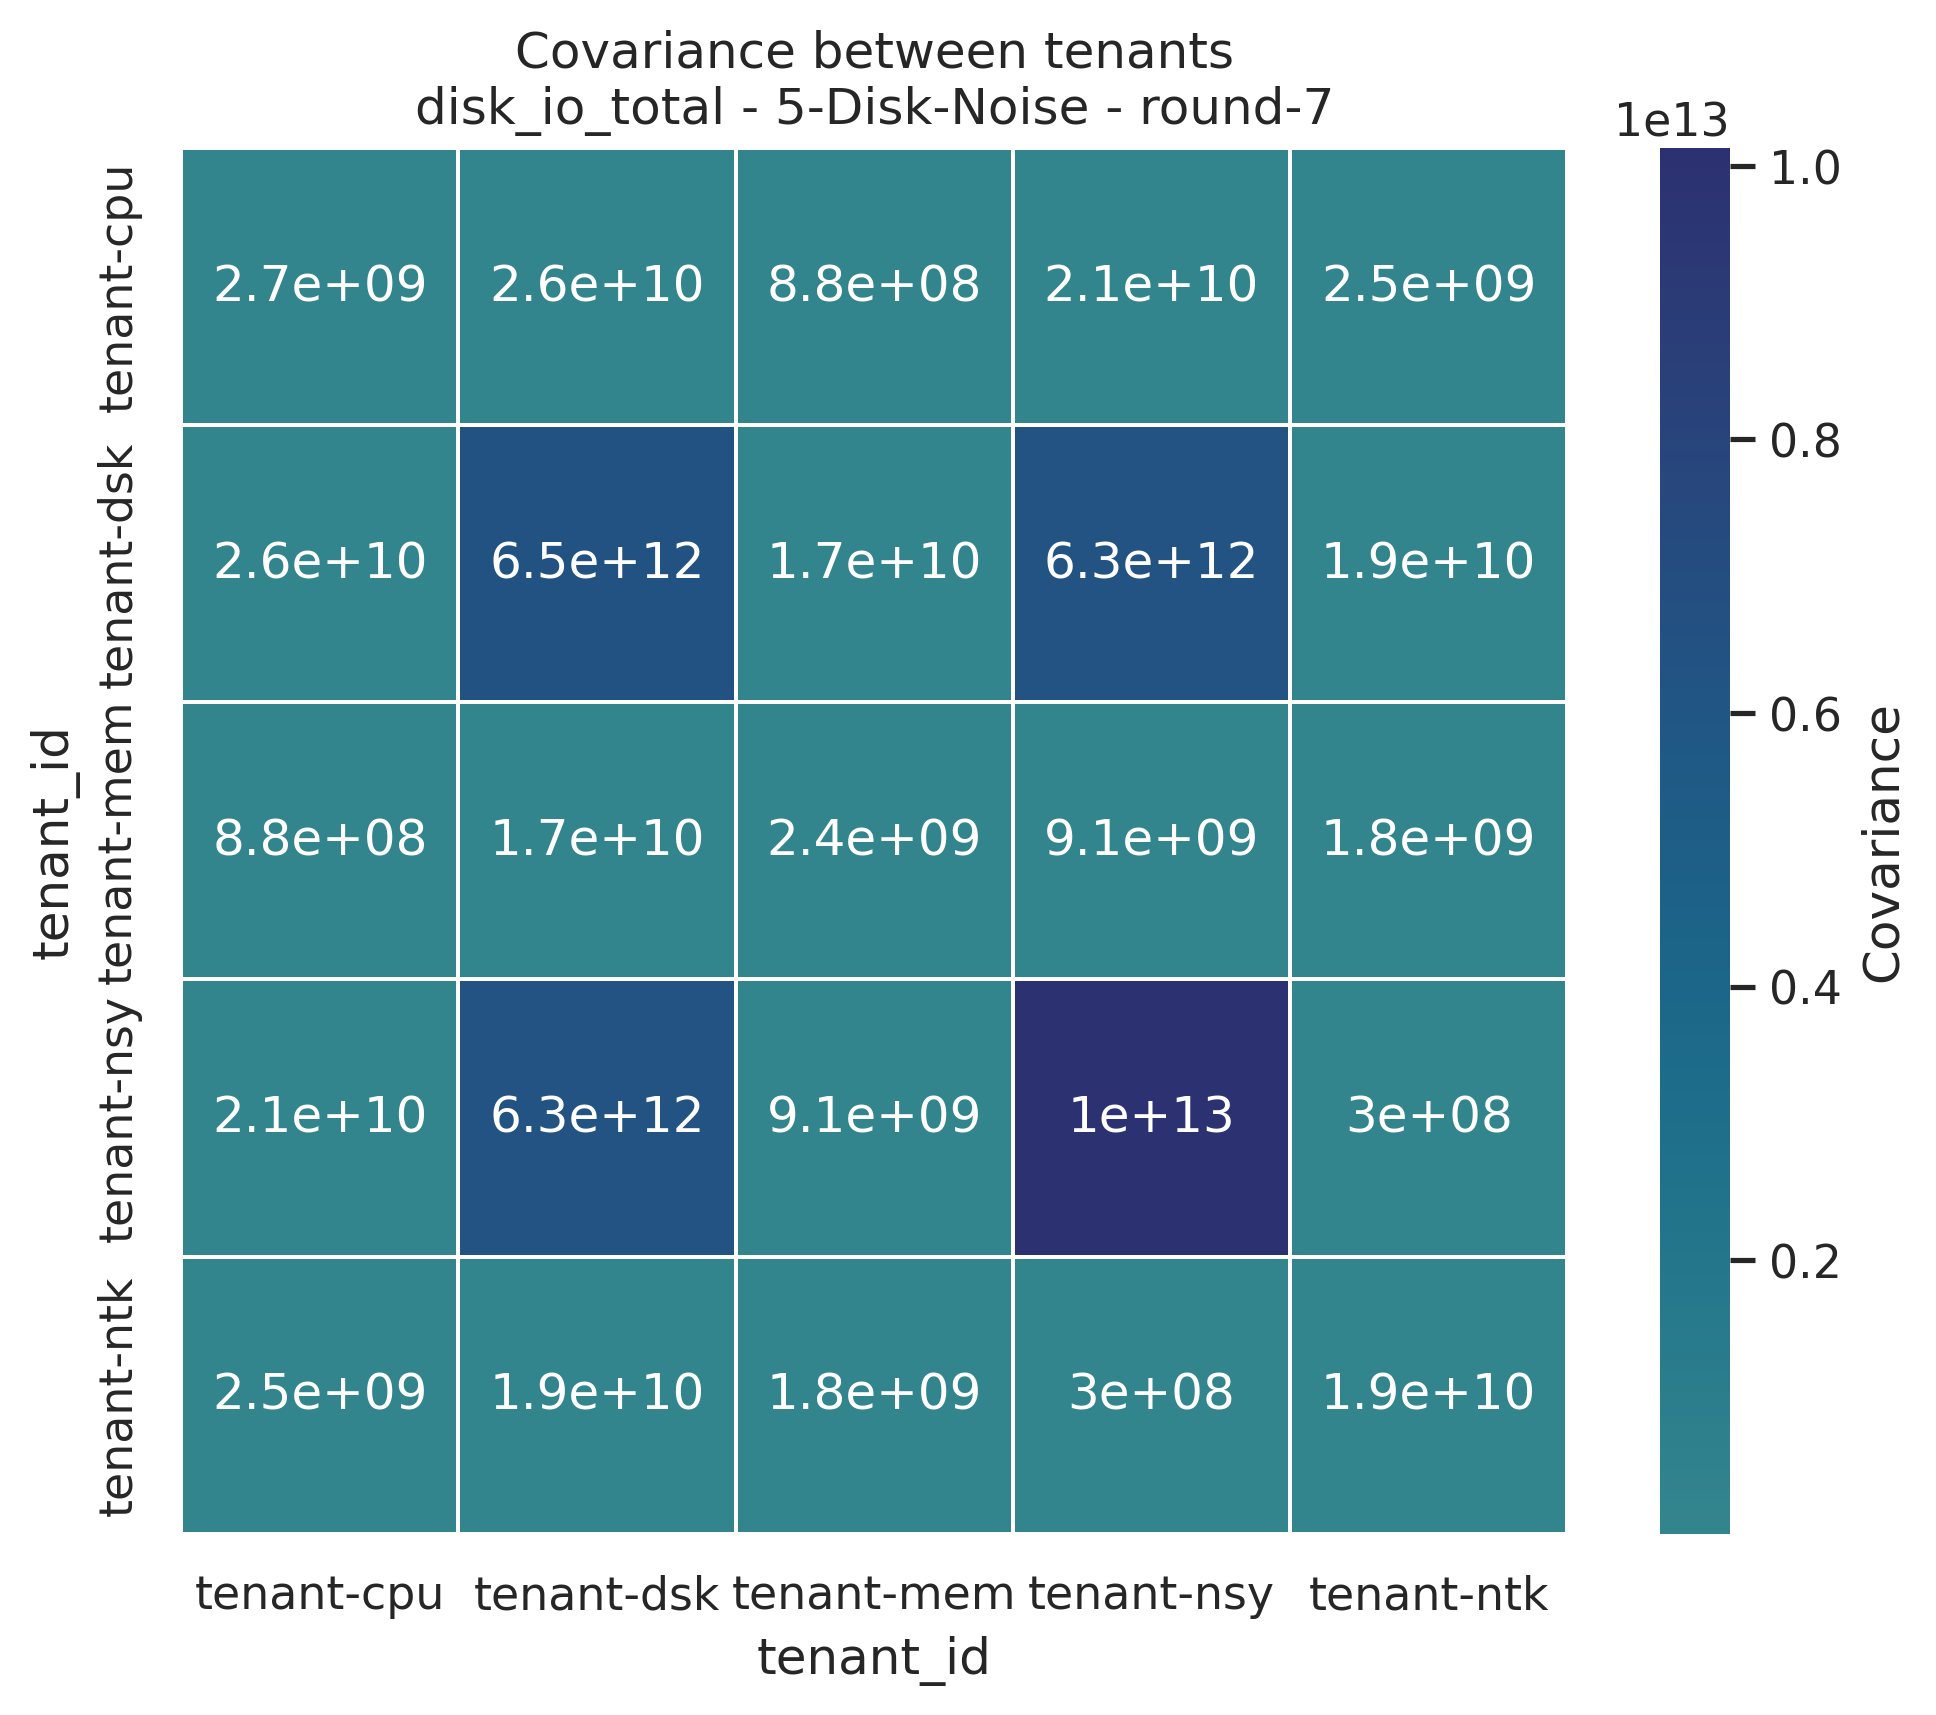 Covariance between tenants
disk_io_total - 5-Disk-Noise - round-7
1e13
1.0
0.8
0.6
0.4
0.2
Covariance
tenant_id
tenant-cpu
2.7e+09 2.6e+10 8.8e+08 2.1e+10 2.5e+09
tenant-dsk
2.6e+10 6.5e+12 1.7e+10 6.3e+12 1.9e+10
tenant-mem
8.8e+08 1.7e+10 2.4e+09 9.1e+09 1.8e+09
tenant-nsy
2.1e+10 6.3e+12 9.1e+09 1e+13 3e+08
tenant-ntk
2.5e+09 1.9e+10 1.8e+09 3e+08 1.9e+10
tenant-cpu tenant-dsk tenant-mem tenant-nsy tenant-ntk
tenant_id